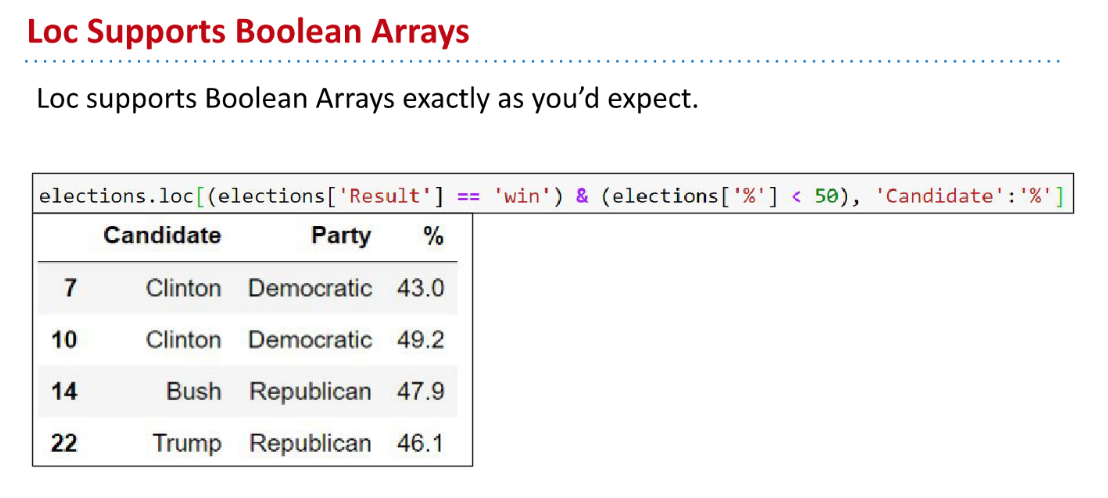 Loc Supports Boolean Arrays
Loc supports Boolean Arrays exactly as you’d expect.
elections.loc[(elections['Result'] == 'win') & (elections['%'] < 50), 'Candidate':'%']
Candidate Party %
7 Clinton Democratic 43.0
10 Clinton Democratic 49.2
14 Bush Republican 47.9
22 Trump Republican 46.1